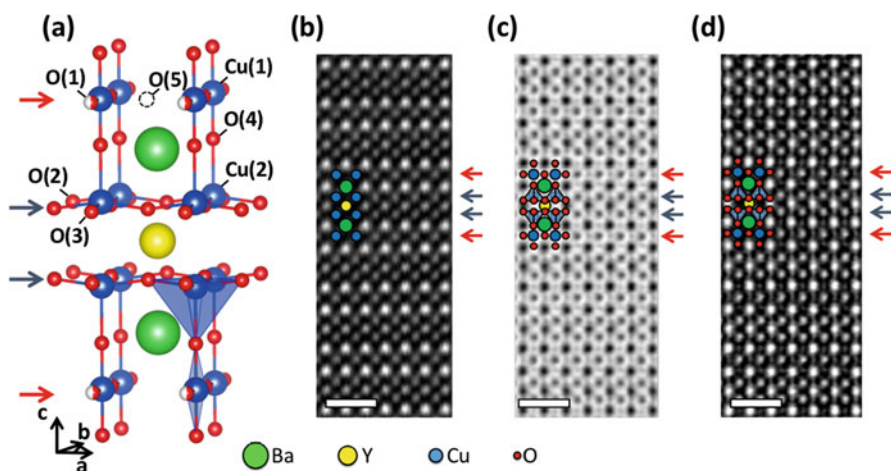 (a)
(b)
(c)
(d)
O(1)
O(5)
Cu(1)
O(4)
Cu(2)
O(2)
O(3)
c
b
a
Ba
Y
Cu
O